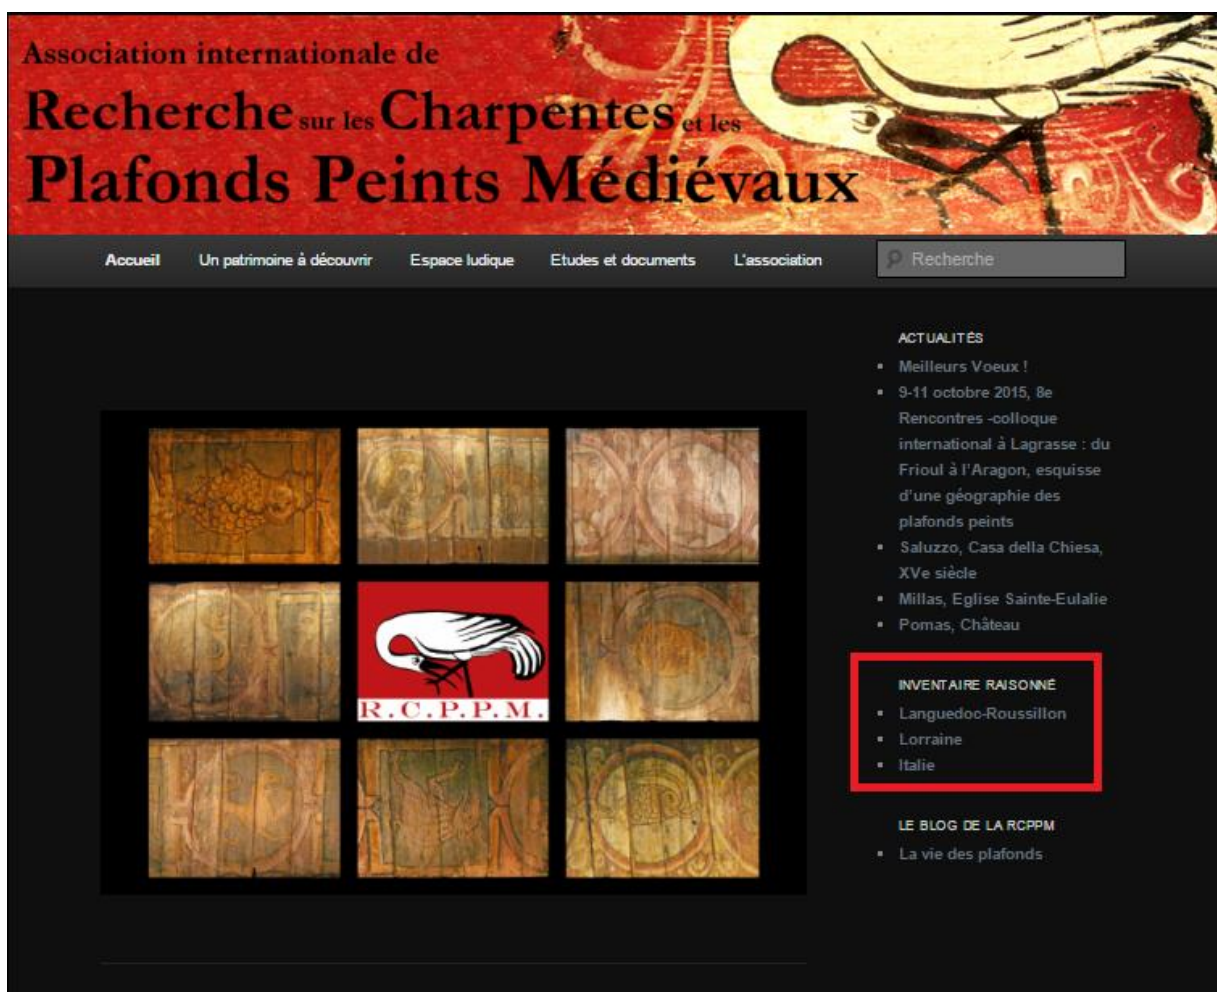 Association internationale de
Recherche sur les Charpentes et les
Plafonds Peints Médiévaux
Accueil Un patrimoine à découvrir Espace ludique Etudes et documents L'association Recherche
ACTUALITÉS
Meilleurs Voeux !
9-11 octobre 2015, 8e
Rencontres -colloque
international à Lagrasse : du
Frioul à l'Aragon, esquisse
d'une géographie des
plafonds peints
Saluzzo, Casa della Chiesa,
XVe siècle
Millas, Eglise Sainte-Eulalie
Pomas, Château
R.C.P.P.M.
INVENTAIRE RAISONNÉ
Languedoc-Roussillon
Lorraine
Italie
LE BLOG DE LA RCPPM
La vie des plafonds